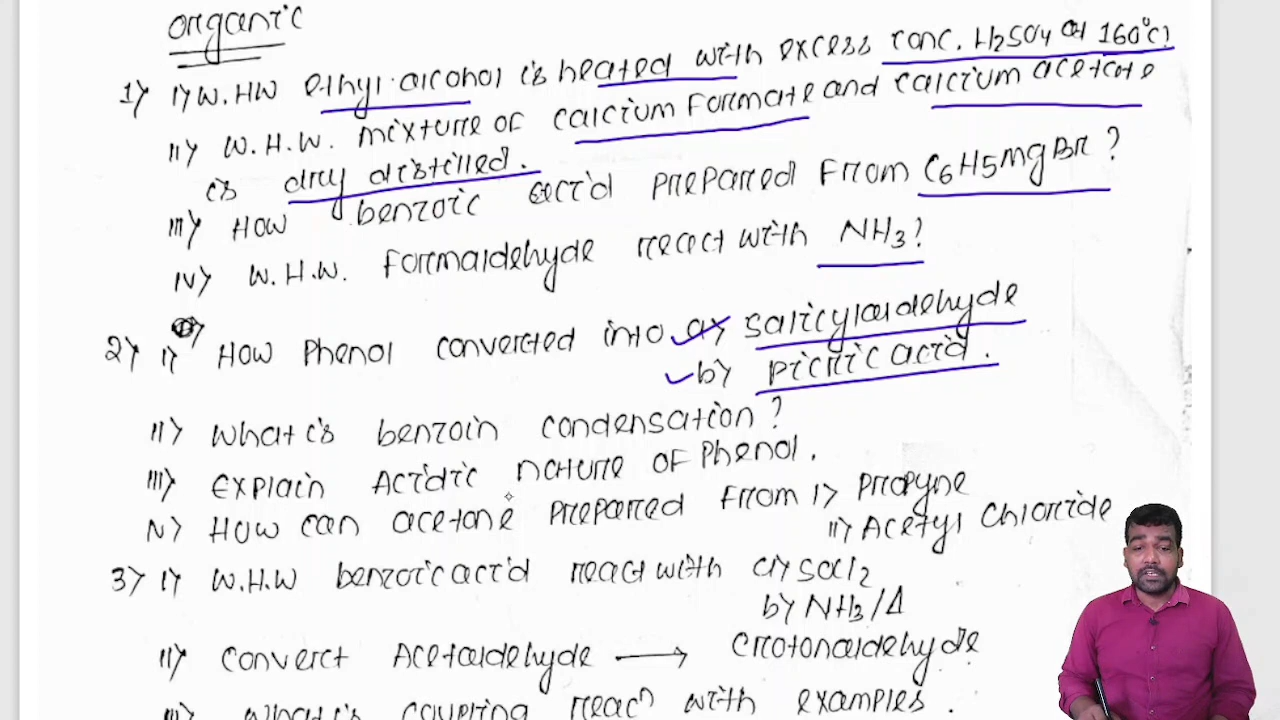 organic
1) i) W.HW ethyl alcohol is heated with excess conc. H2SO4 at 160°C?
ii) W.H.W. mixture of calcium formate and calcium acetate
is dry distilled.
iii) How benzoic acid prepared from C6H5MgBr?
iv) W.H.W. formaldehyde react with NH3?
2) i) How Phenol converted into a) salicylaldehyde
b) picric acid.
ii) What is benzoin condensation?
iii) Explain Acidic nature of Phenol.
iv) How can acetone prepared from i) Propyne
ii) Acetyl Chloride
3) i) W.H.W benzoic acid react with a) SOCl2
b) NH3/Δ
ii) Convert Acetaldehyde → Crotonaldehyde
iii) What is coupling reacn with examples.